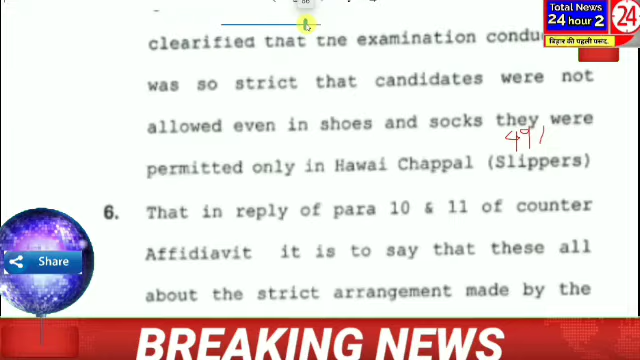 Total News
24 hour 2
24
बिहार की पहली पसंद.
clearified that the examination
was so strict that candidates were not
allowed even in shoes and socks they were
491
permitted only in Hawai Chappal (Slippers)
6. That in reply of para 10 & 11 of counter
Affidiavit it is to say that these all
about the strict arrangement made by the
Share
BREAKING NEWS